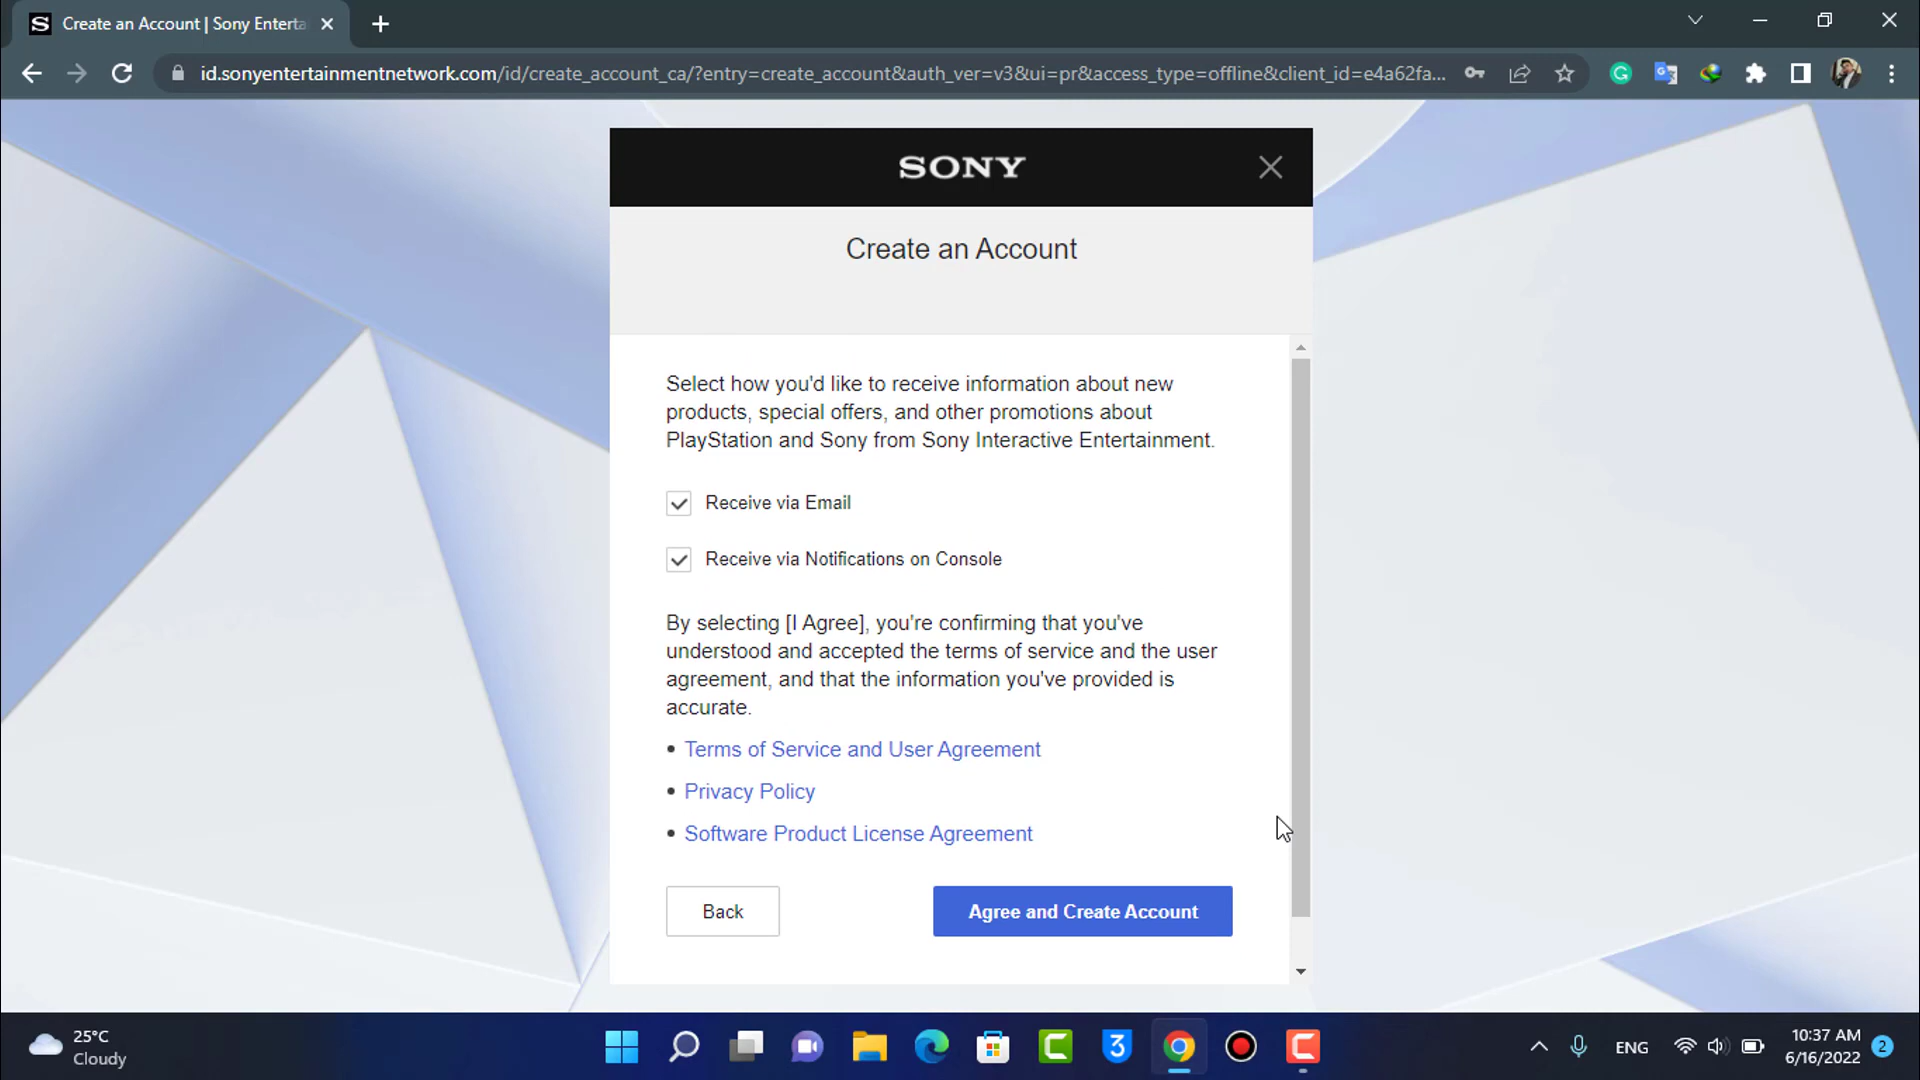 Create an Account | Sony Enterta
id.sonyentertainmentnetwork.com/id/create_account_ca/?entry=create_account&auth_ver=v3&ui=pr&access_type=offline&client_id=e4a62fa...
SONY
Create an Account
Select how you'd like to receive information about new
products, special offers, and other promotions about
PlayStation and Sony from Sony Interactive Entertainment.
Receive via Email
Receive via Notifications on Console
By selecting [I Agree], you're confirming that you've
understood and accepted the terms of service and the user
agreement, and that the information you've provided is
accurate.
• Terms of Service and User Agreement
• Privacy Policy
• Software Product License Agreement
Back
Agree and Create Account
25°C
Cloudy
ENG
10:37 AM
6/16/2022
2